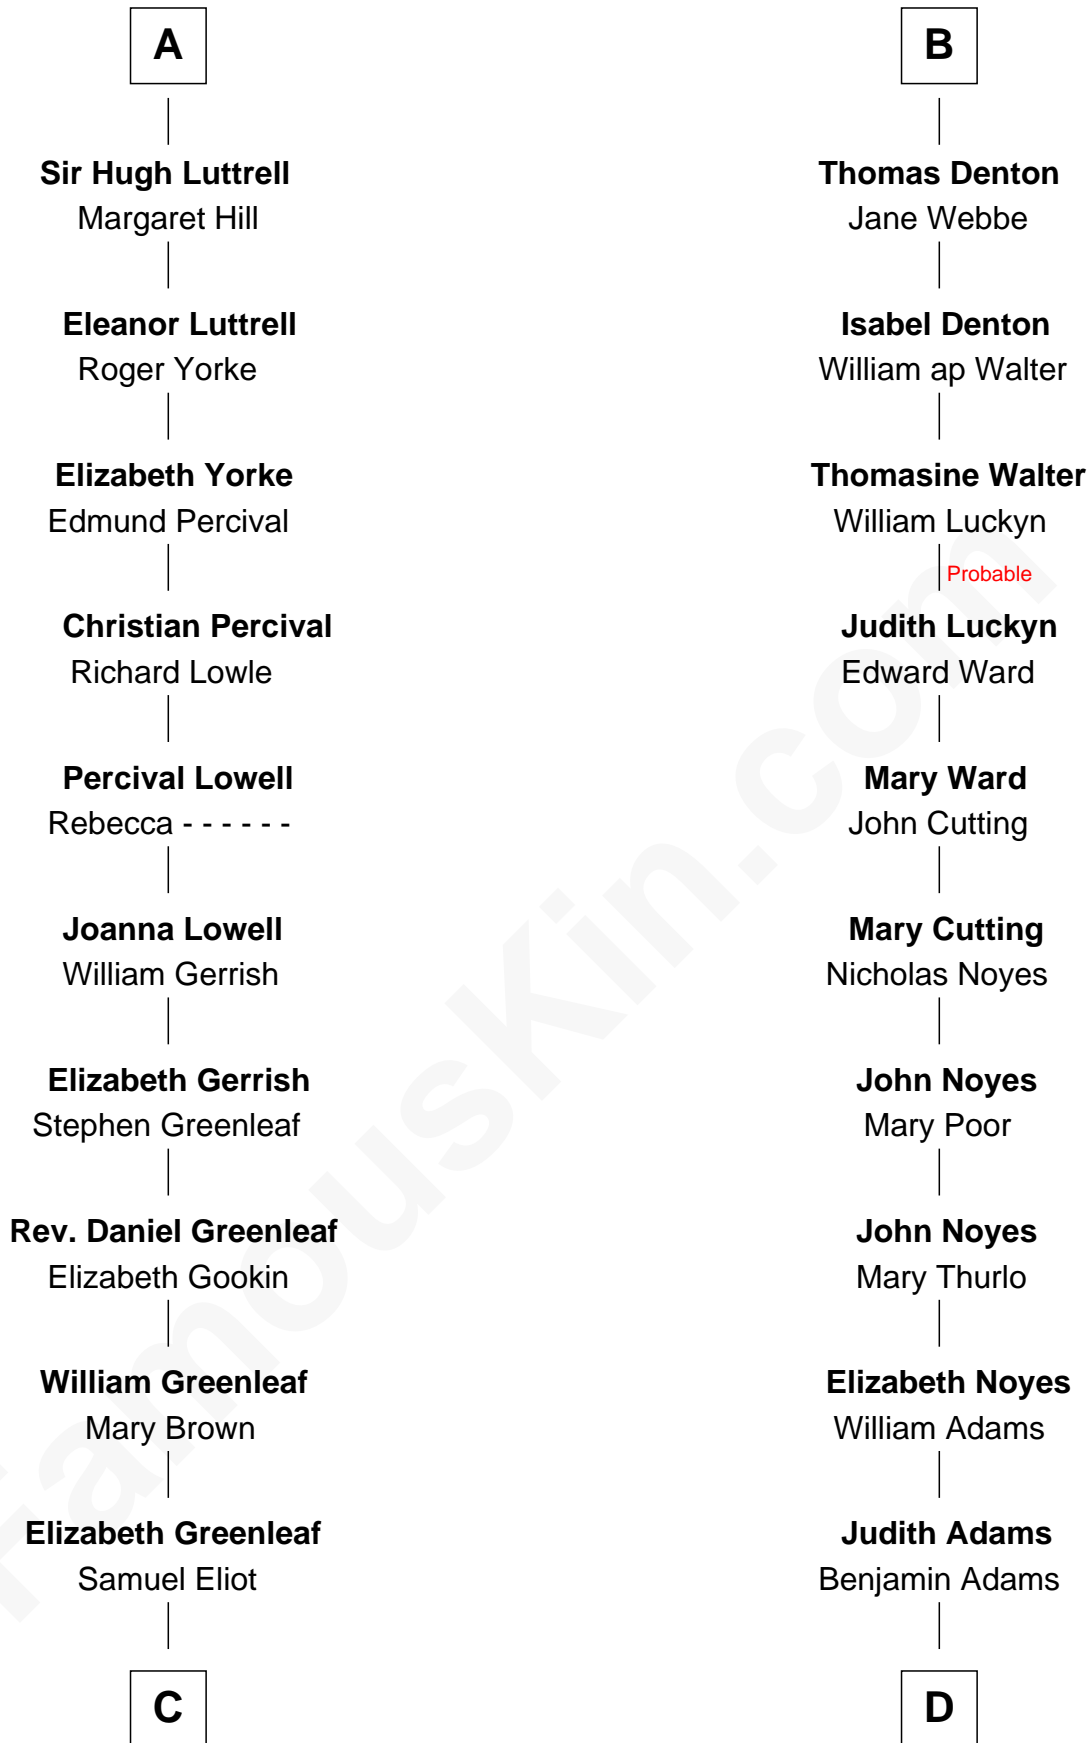 A
Sir Hugh Luttrell
Margaret Hill
Eleanor Luttrell
Roger Yorke
Elizabeth Yorke
Edmund Percival
Christian Percival
Richard Lowle
Percival Lowell
Rebecca - - - - - -
Joanna Lowell
William Gerrish
Elizabeth Gerrish
Stephen Greenleaf
Rev. Daniel Greenleaf
Elizabeth Gookin
William Greenleaf
Mary Brown
Elizabeth Greenleaf
Samuel Eliot
C
B
Thomas Denton
Jane Webbe
Isabel Denton
William ap Walter
Thomasine Walter
William Luckyn
Probable
Judith Luckyn
Edward Ward
Mary Ward
John Cutting
Mary Cutting
Nicholas Noyes
John Noyes
Mary Poor
John Noyes
Mary Thurlo
Elizabeth Noyes
William Adams
Judith Adams
Benjamin Adams
D
FamousKin.com